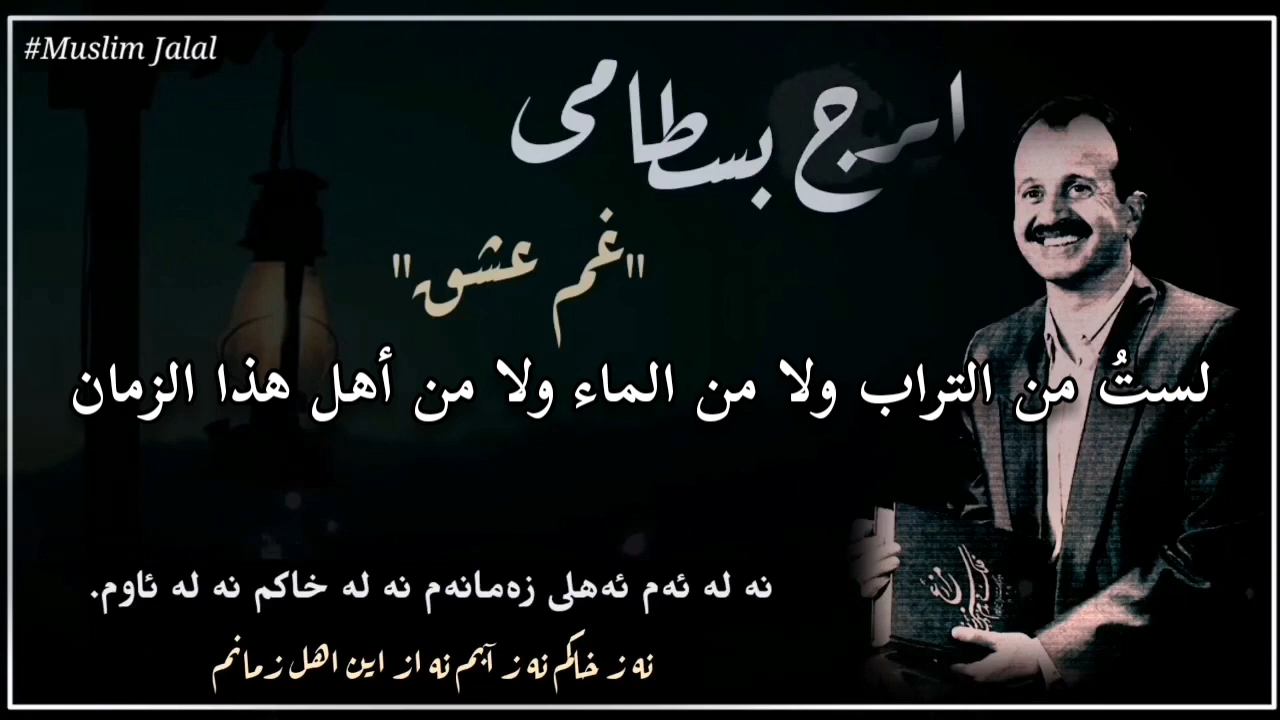 #Muslim Jalal
ایرج بسطامی
"غم عشق"
لستُ من التراب ولا من الماء ولا من أهل هذا الزمان
نە لە ئەم ئەهلی زەمانەم نە لە خاکم نە لە ئاوم.
نه ز خاکم نه ز آبم نه از این اهل زمانم